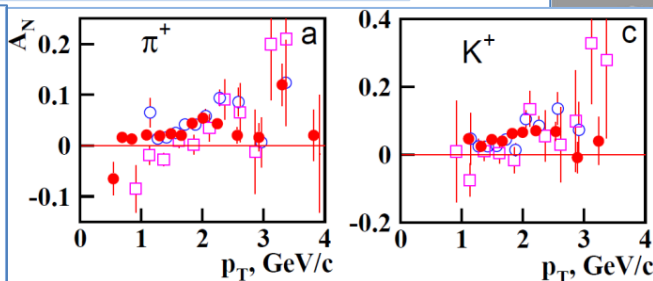 A_N
0.2
0.1
0
-0.1
π⁺
a
0 1 2 3 4
p_T, GeV/c
0.4
0.2
0
-0.2
K⁺
c
0 1 2 3 4
p_T, GeV/c